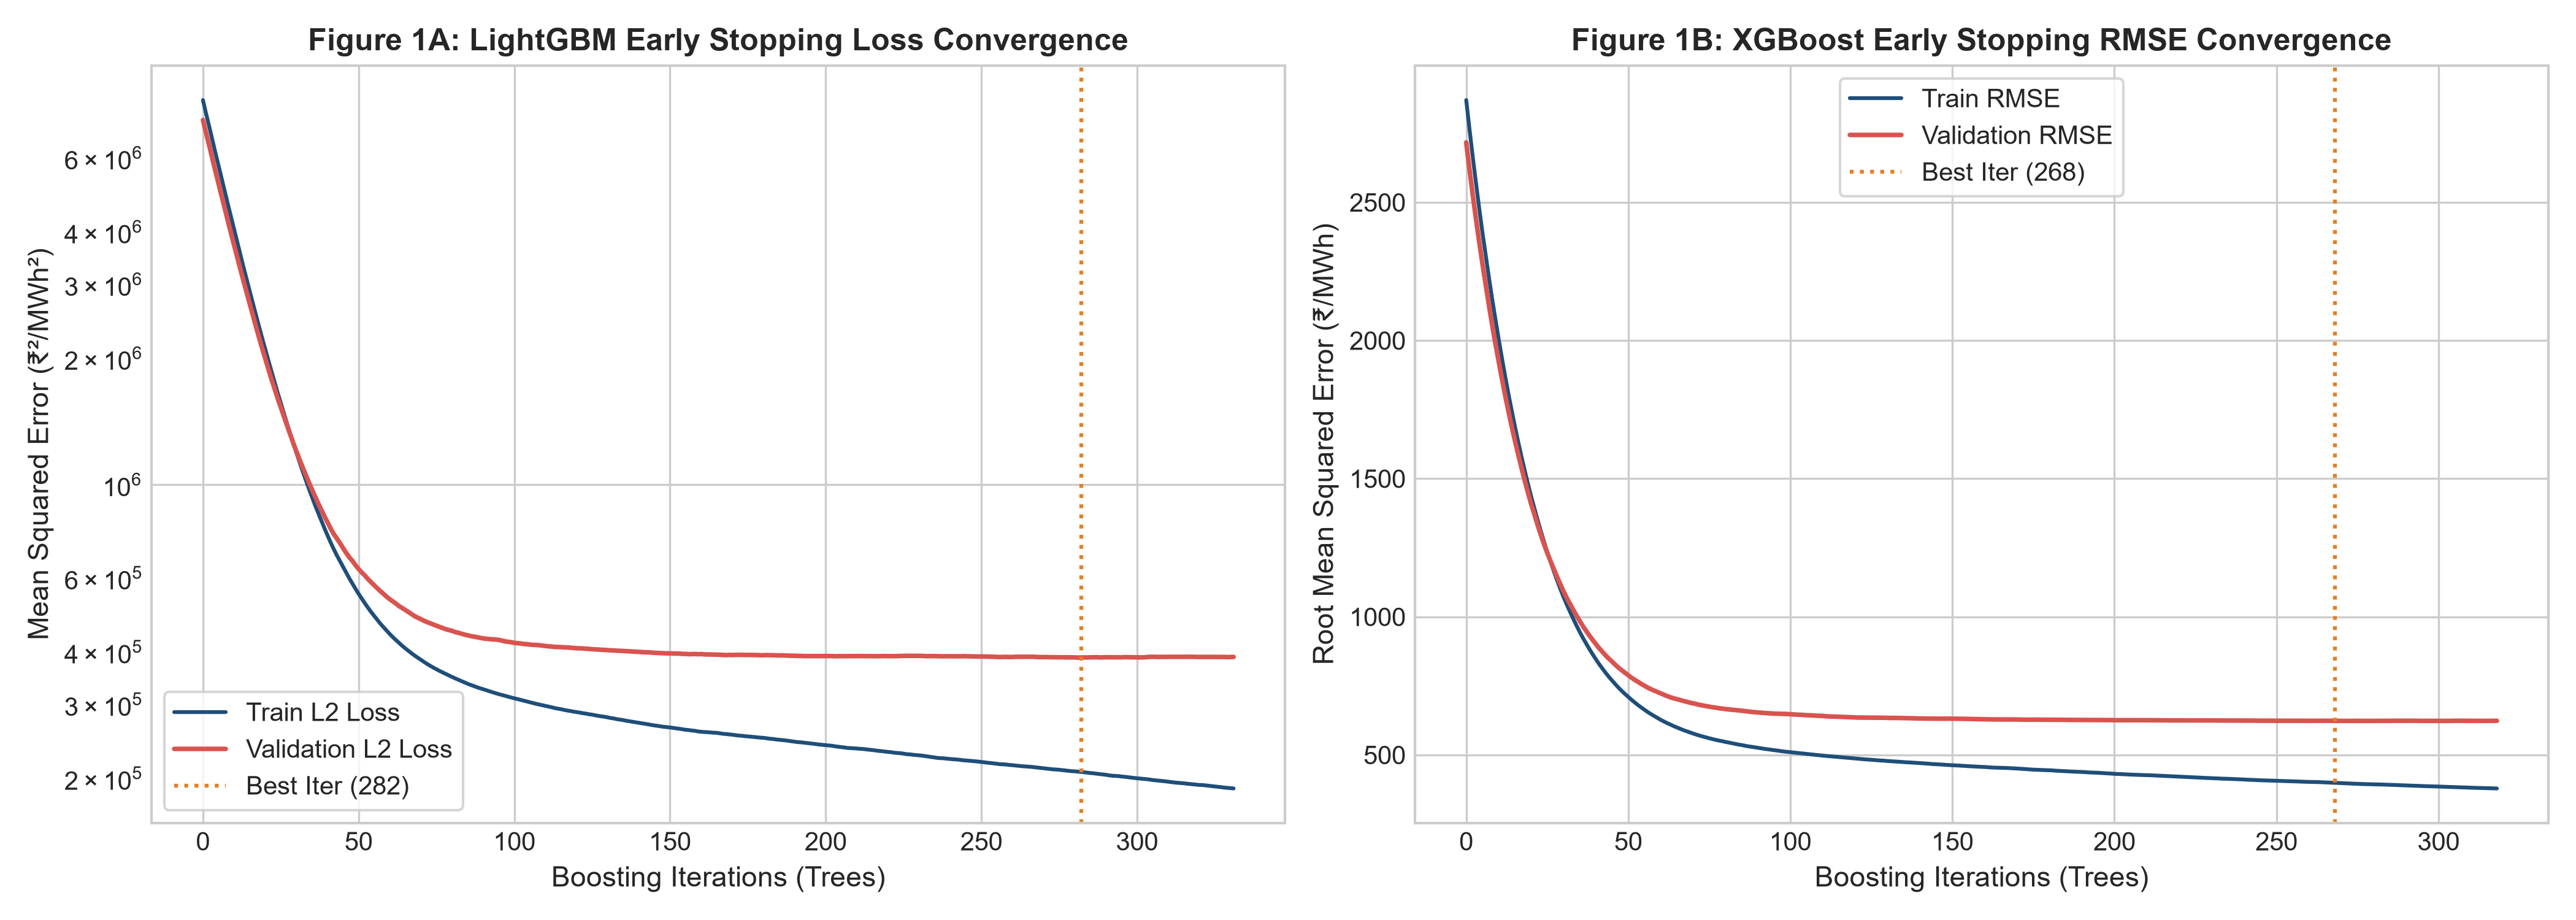 Figure 1A: LightGBM Early Stopping Loss Convergence
Mean Squared Error (₹²/MWh²)
6 × 10⁶
4 × 10⁶
3 × 10⁶
2 × 10⁶
10⁶
6 × 10⁵
4 × 10⁵
3 × 10⁵
2 × 10⁵
Train L2 Loss
Validation L2 Loss
Best Iter (282)
0 50 100 150 200 250 300
Boosting Iterations (Trees)
Figure 1B: XGBoost Early Stopping RMSE Convergence
Root Mean Squared Error (₹/MWh)
Train RMSE
Validation RMSE
Best Iter (268)
2500
2000
1500
1000
500
0 50 100 150 200 250 300
Boosting Iterations (Trees)